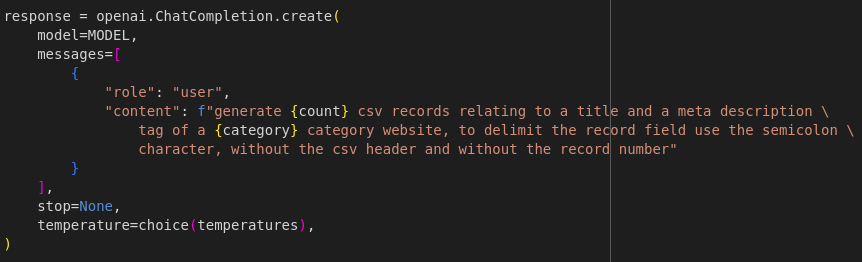 response = openai.ChatCompletion.create(
    model=MODEL,
    messages=[
        {
            "role": "user",
            "content": f"generate {count} csv records relating to a title and a meta description \
                tag of a {category} category website, to delimit the record field use the semicolon \
                character, without the csv header and without the record number"
        }
    ],
    stop=None,
    temperature=choice(temperatures),
)